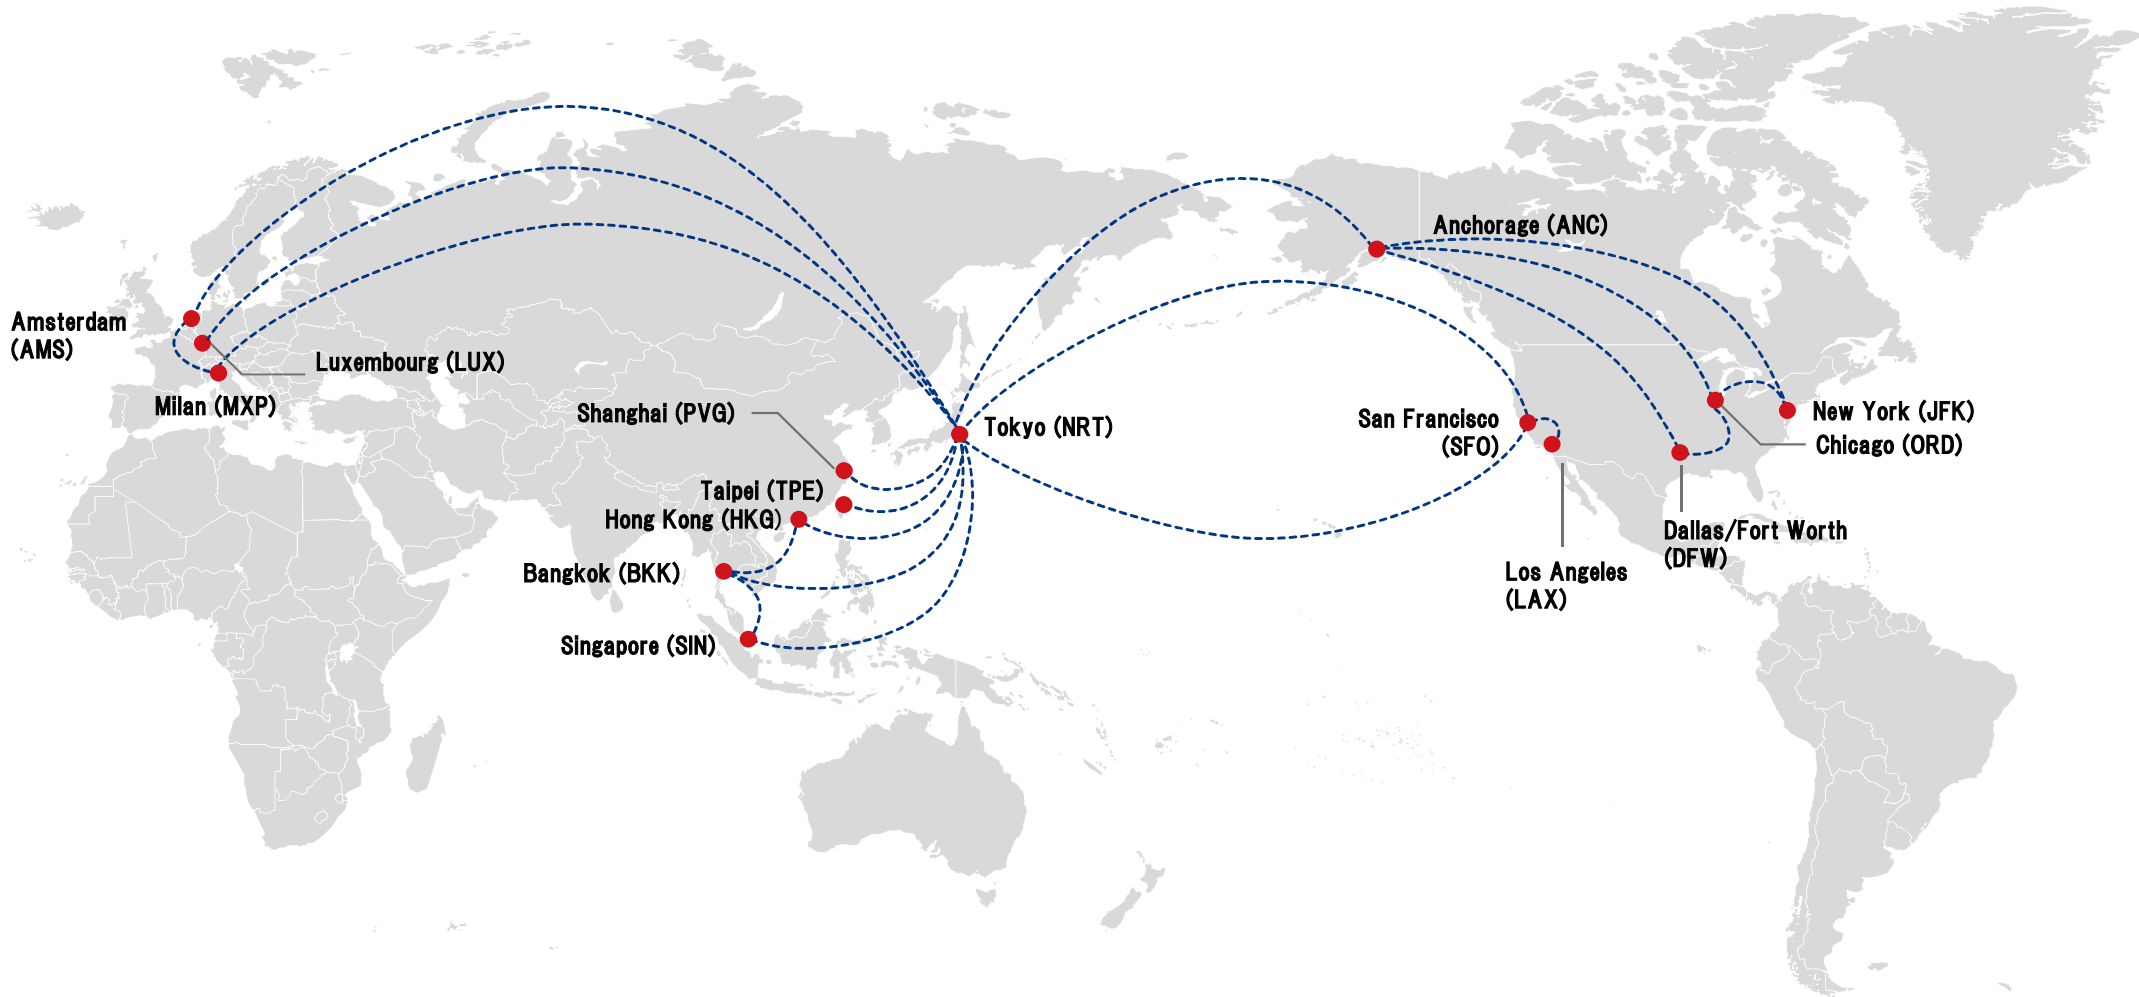 Anchorage (ANC)
Amsterdam
(AMS)
Luxembourg (LUX)
Milan (MXP)
Shanghai (PVG)
Tokyo (NRT)
San Francisco
(SFO)
New York (JFK)
Chicago (ORD)
Taipei (TPE)
Hong Kong (HKG)
Dallas/Fort Worth
(DFW)
Bangkok (BKK)
Los Angeles
(LAX)
Singapore (SIN)